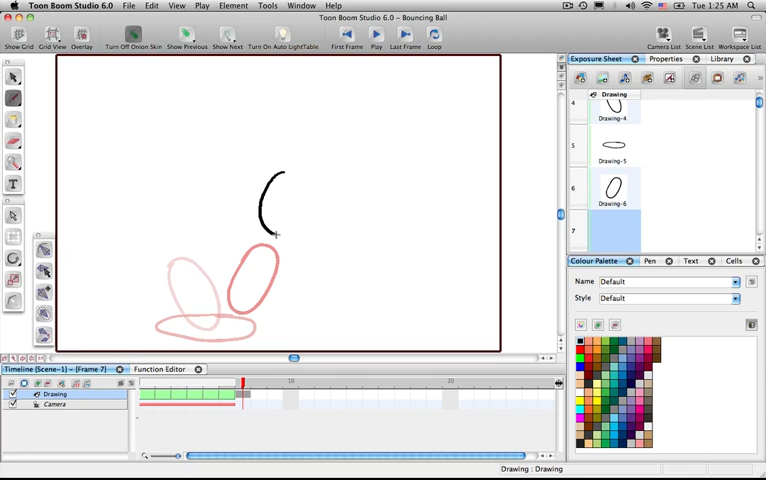 Toon Boom Studio 6.0 File Edit View Play Element Tools Window Help Tue 1:25 AM
Toon Boom Studio 6.0 - Bouncing Ball
Show Grid Grid View Overlay Turn Off Onion Skin Show Previous Show Next Turn On Auto LightTable First Frame Play Last Frame Loop Camera List Scene List Workspace List
Exposure Sheet Properties Library
Drawing
4
Drawing-4
5
Drawing-5
6
Drawing-6
7
T
Colour Palette Pen Text Cells
Name Default
Style Default
Timeline [Scene-1] - [Frame 7] Function Editor
10 20
Drawing
Camera
Drawing : Drawing